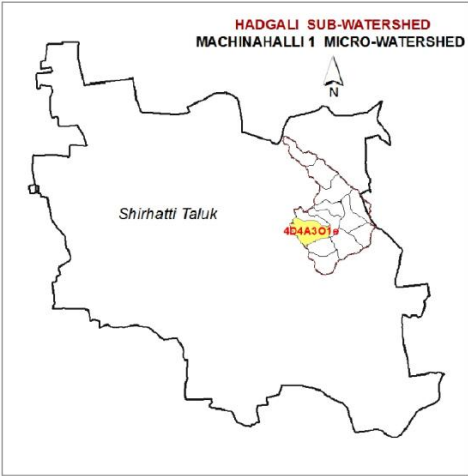 HADGALI SUB-WATERSHED
MACHINAHALLI 1 MICRO-WATERSHED
N
Shirhatti Taluk
4D4A3O1e